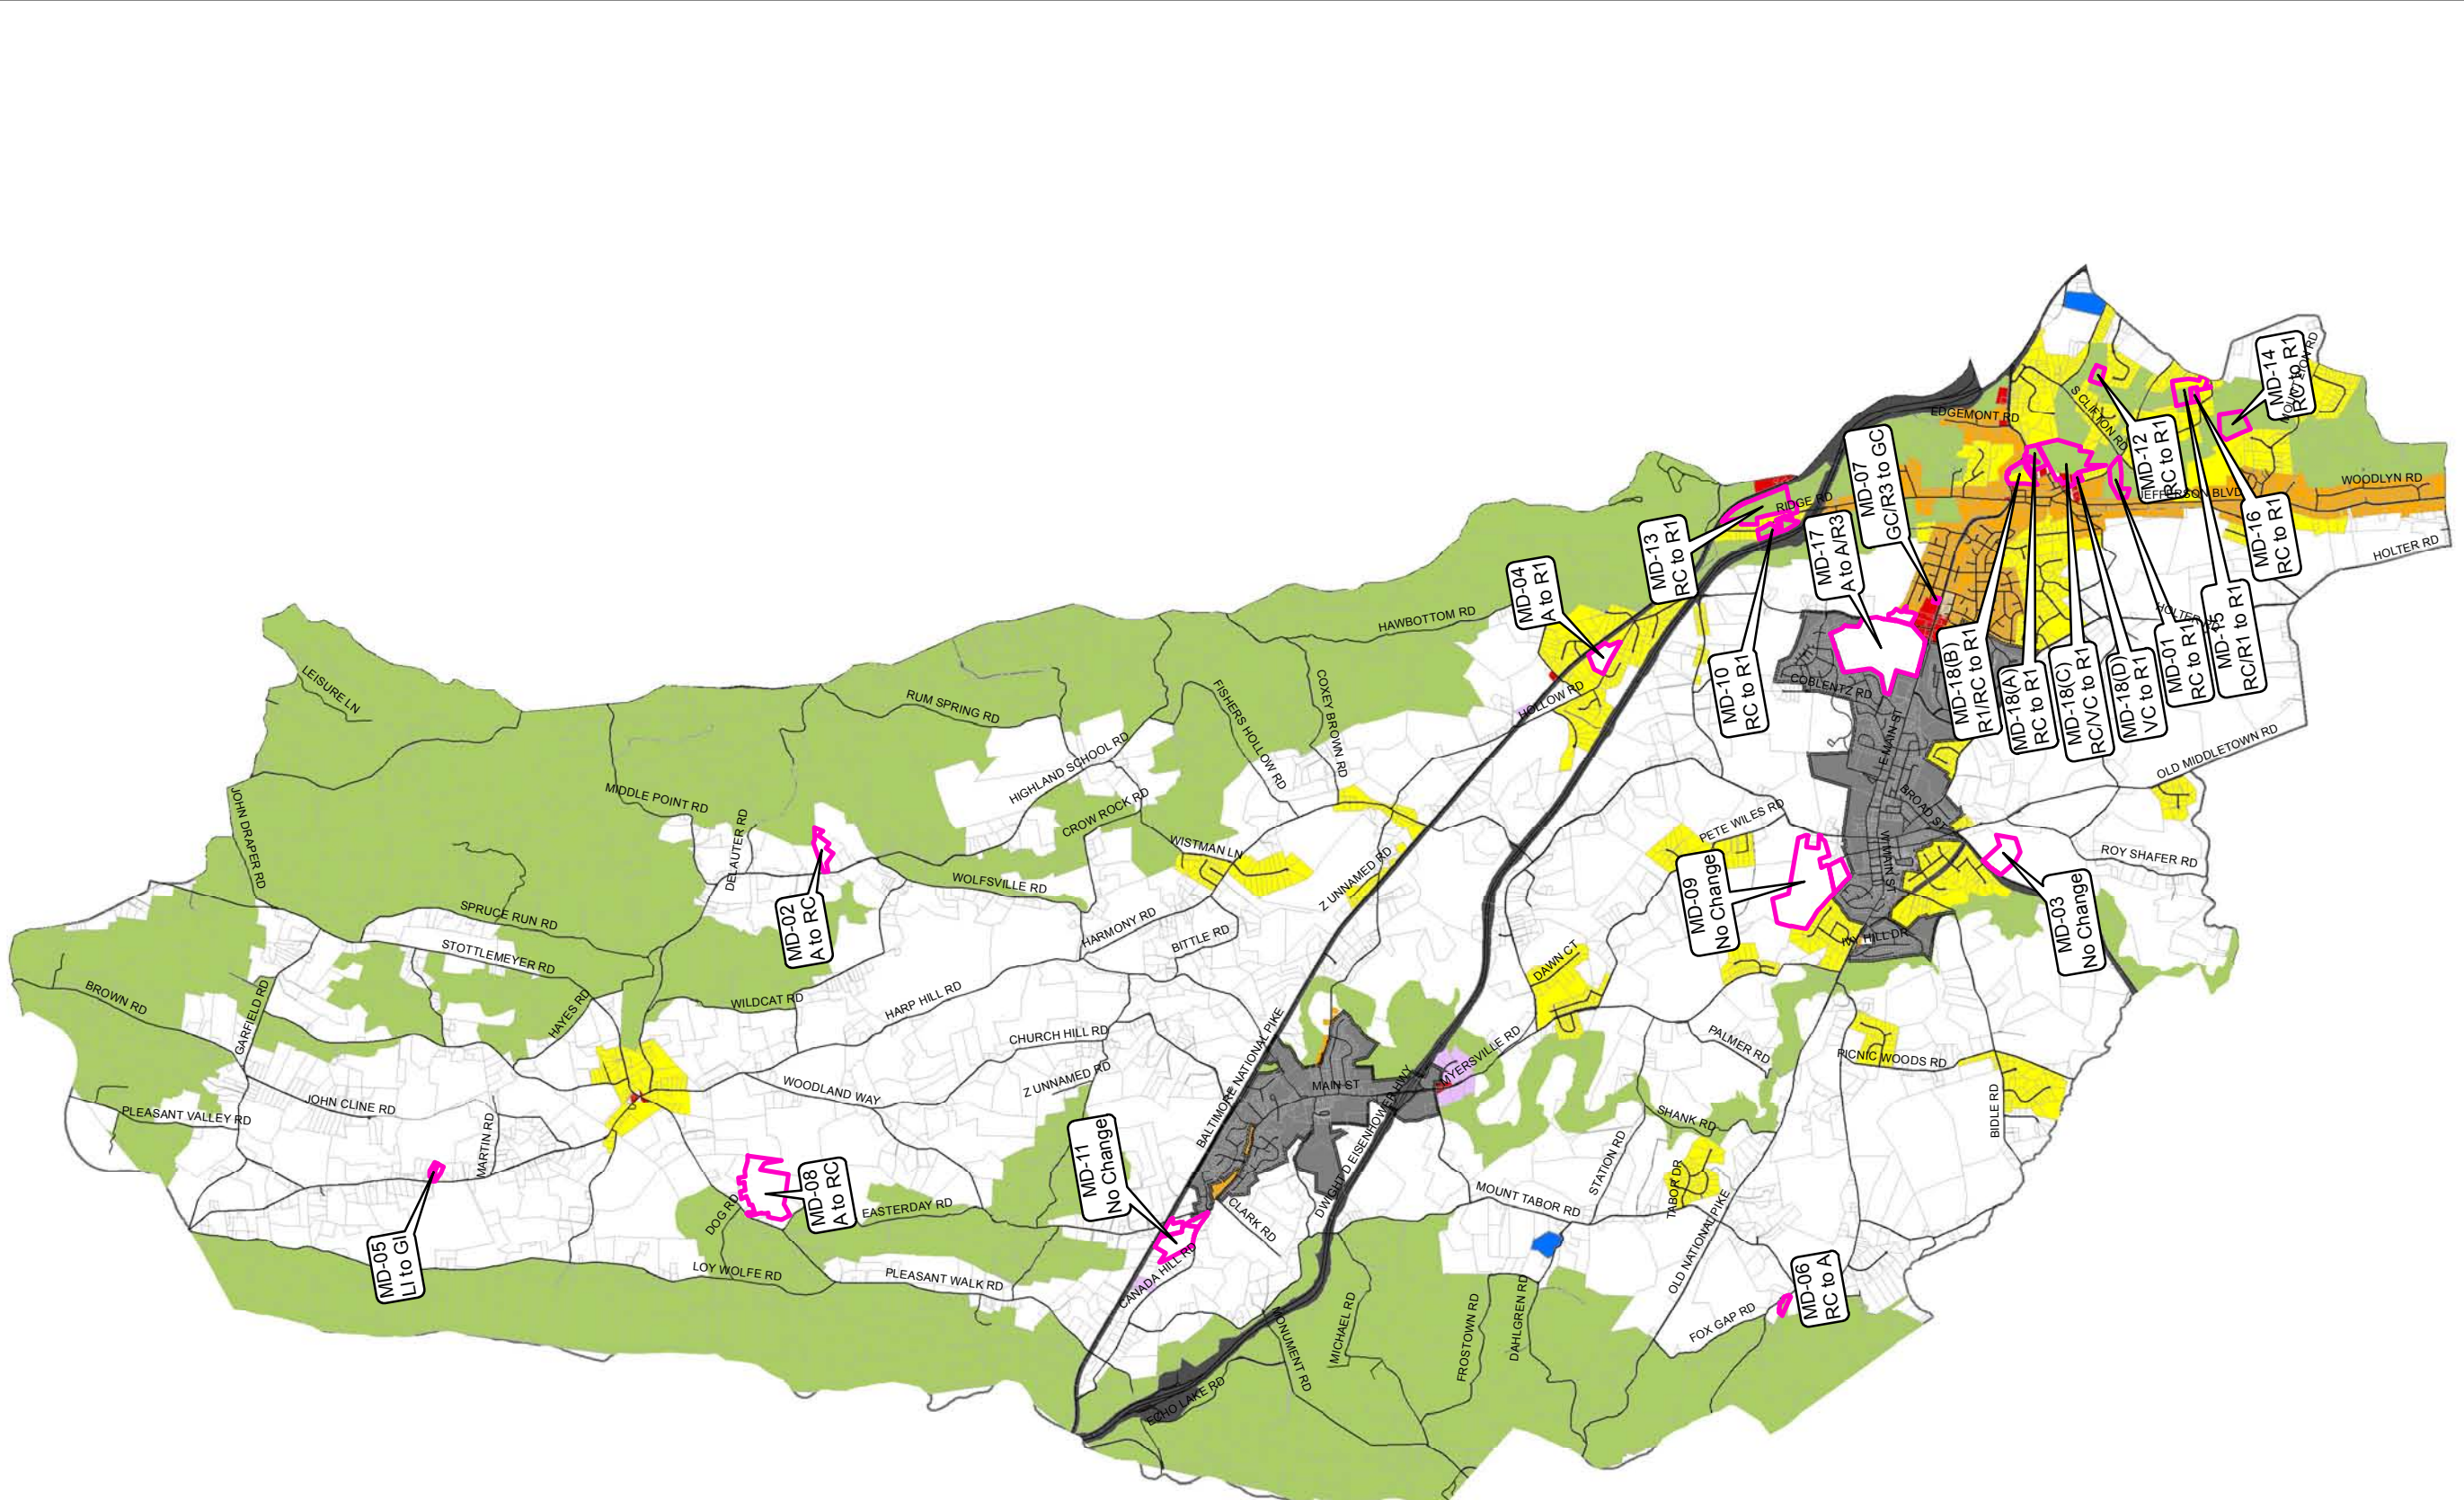 MD-14
RC to R1
MOUNT ZION RD
EDGEMONT RD
S CLIFTON RD
MD-12
RC to R1
WOODLYN RD
JEFFERSON BLVD
MD-16
RC to R1
HOLTER RD
MD-07
GC/R3 to GC
RIDGE RD
MD-13
RC to R1
MD-17
A to A/R3
MD-04
A to R1
HAWBOTTOM RD
HOLTER RD
MD-15
RC/R1 to R1
MD-01
RC to R1
MD-18(D)
VC to R1
MD-18(C)
RC/VC to R1
MD-18(A)
RC to R1
MD-18(B)
R1/RC to R1
MD-10
RC to R1
COBLENTZ RD
HOLLOW RD
LEISURE LN
RUM SPRING RD
FISHERS HOLLOW RD
COXEY BROWN RD
E MAIN ST
OLD MIDDLETOWN RD
HIGHLAND SCHOOL RD
MIDDLE POINT RD
JOHN DRAPER RD
DELAUTER RD
CROW ROCK RD
WISTMAN LN
PETE WILES RD
BROAD ST
W MAIN ST
ROY SHAFER RD
Z UNNAMED RD
WOLFSVILLE RD
MD-02
A to RC
MD-09
No Change
MD-03
No Change
SPRUCE RUN RD
HARMONY RD
BITTLE RD
IVY HILL DR
STOTTLEMEYER RD
DAWN CT
BROWN RD
GARFIELD RD
HAYES RD
WILDCAT RD
HARP HILL RD
CHURCH HILL RD
BALTIMORE NATIONAL PIKE
MYERSVILLE RD
PALMER RD
PICNIC WOODS RD
Z UNNAMED RD
MAIN ST
WOODLAND WAY
JOHN CLINE RD
PLEASANT VALLEY RD
MARTIN RD
SHANK RD
BIDLE RD
DWIGHT D EISENHOWER HWY
STATION RD
TABOR DR
MD-11
No Change
MD-08
A to RC
DOG RD
EASTERDAY RD
CLARK RD
MOUNT TABOR RD
OLD NATIONAL PIKE
MD-05
LI to GI
LOY WOLFE RD
PLEASANT WALK RD
CANADA HILL RD
MD-06
RC to A
FOX GAP RD
MONUMENT RD
MICHAEL RD
FROSTOWN RD
DAHLGREN RD
ECHO LAKE RD